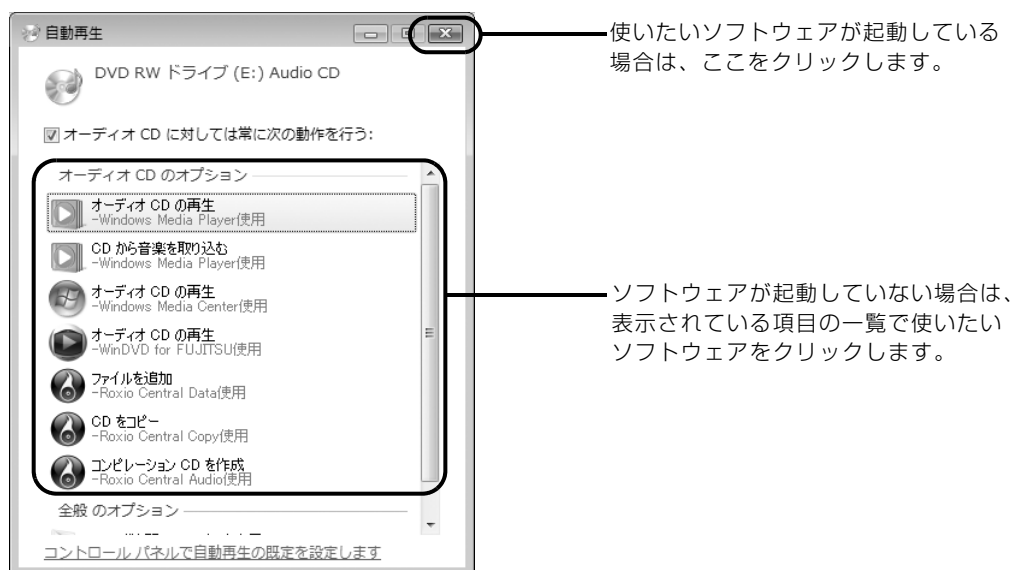 自動再生
DVD RW ドライブ (E:) Audio CD
オーディオ CD に対しては常に次の動作を行う:
オーディオ CD のオプション
オーディオ CD の再生
-Windows Media Player使用
CD から音楽を取り込む
-Windows Media Player使用
オーディオ CD の再生
-Windows Media Center使用
オーディオ CD の再生
-WinDVD for FUJITSU使用
ファイルを追加
-Roxio Central Data使用
CD をコピー
-Roxio Central Copy使用
コンピレーション CD を作成
-Roxio Central Audio使用
全般 のオプション
コントロール パネルで自動再生の既定を設定します
使いたいソフトウェアが起動している
場合は、ここをクリックします。
ソフトウェアが起動していない場合は、
表示されている項目の一覧で使いたい
ソフトウェアをクリックします。